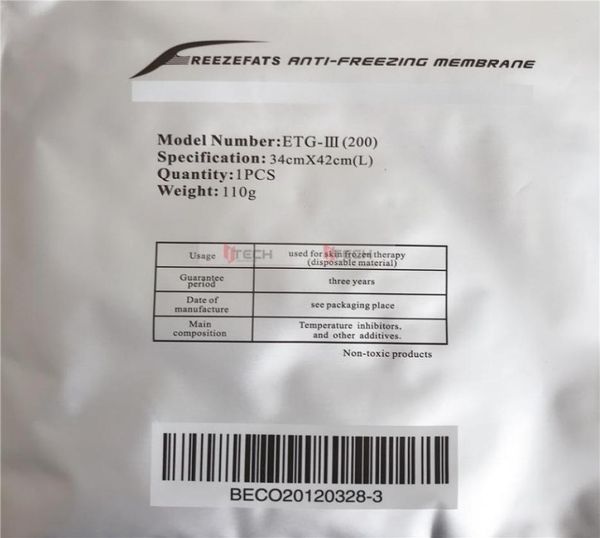 FREEZEFATS ANTI-FREEZING MEMBRANE
Model Number:ETG-III(200)
Specification: 34cmX42cm(L)
Quantity:1PCS
Weight: 110g
Usage used for skin frozen therapy
(disposable material)
Guarantee
period three years
Date of
manufacture see packaging place
Main
composition Temperature inhibitors.
and other additives.
Non-toxic products
BECO20120328-3